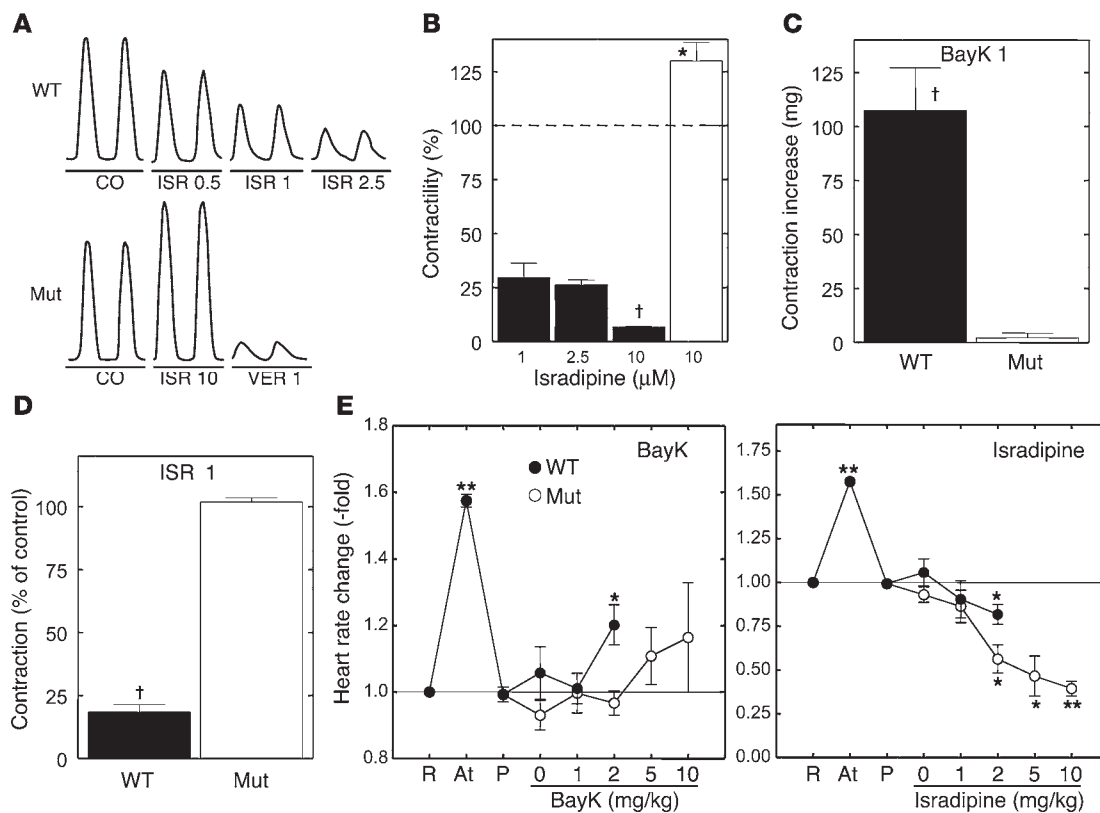 A
WT
CO ISR 0.5 ISR 1 ISR 2.5
Mut
CO ISR 10 VER 1
B
Contractility (%)
125
100
75
50
25
0
*
†
1 2.5 10 10
Isradipine (μM)
C
BayK 1
Contraction increase (mg)
125
100
75
50
25
0
†
WT Mut
D
ISR 1
Contraction (% of control)
100
75
50
25
0
†
WT Mut
E
Heart rate change (-fold)
1.8
1.6
1.4
1.2
1.0
0.8
BayK
WT
Mut
**
*
R At P 0 1 2 5 10
BayK (mg/kg)
1.75
1.50
1.25
1.00
0.75
0.50
0.25
0.00
Isradipine
**
*
*
* **
R At P 0 1 2 5 10
Isradipine (mg/kg)